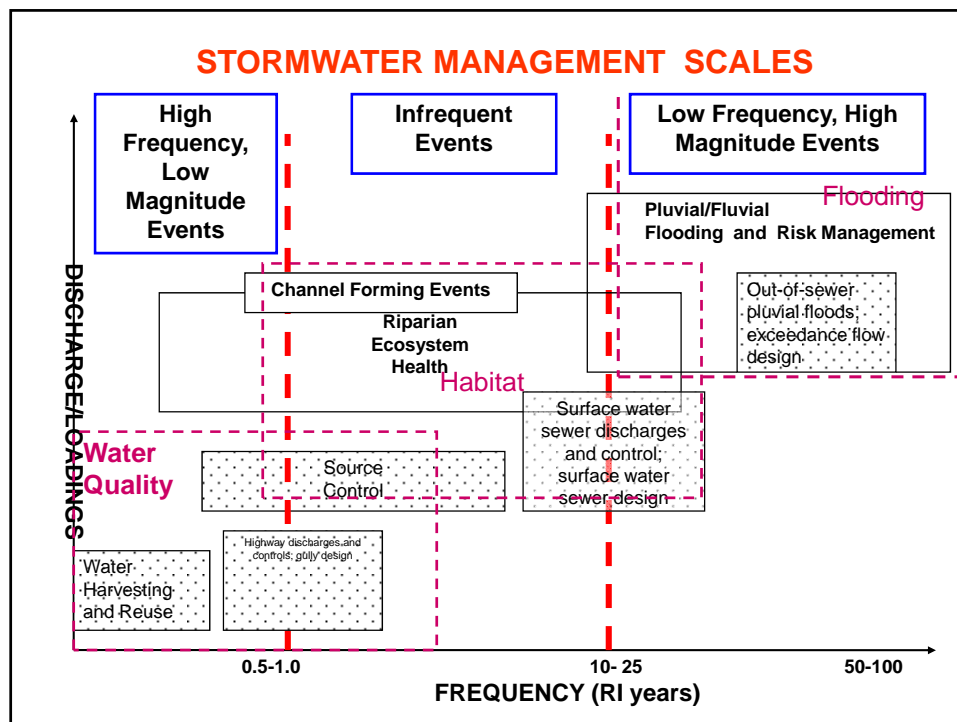 STORMWATER MANAGEMENT SCALES
High
Frequency,
Low
Magnitude
Events
Infrequent
Events
Low Frequency, High
Magnitude Events
Flooding
Pluvial/Fluvial
Flooding and Risk Management
Out-of-sewer
pluvial floods;
exceedance flow
design
Channel Forming Events
Riparian
Ecosystem
Health
Habitat
Surface water
sewer discharges
and control;
surface water
sewer design
DISCHARGE/LOADINGS
Water
Quality
Source
Control
Highway discharges and
controls; gully design
Water
Harvesting
and Reuse
0.5-1.0
10- 25
50-100
FREQUENCY (RI years)